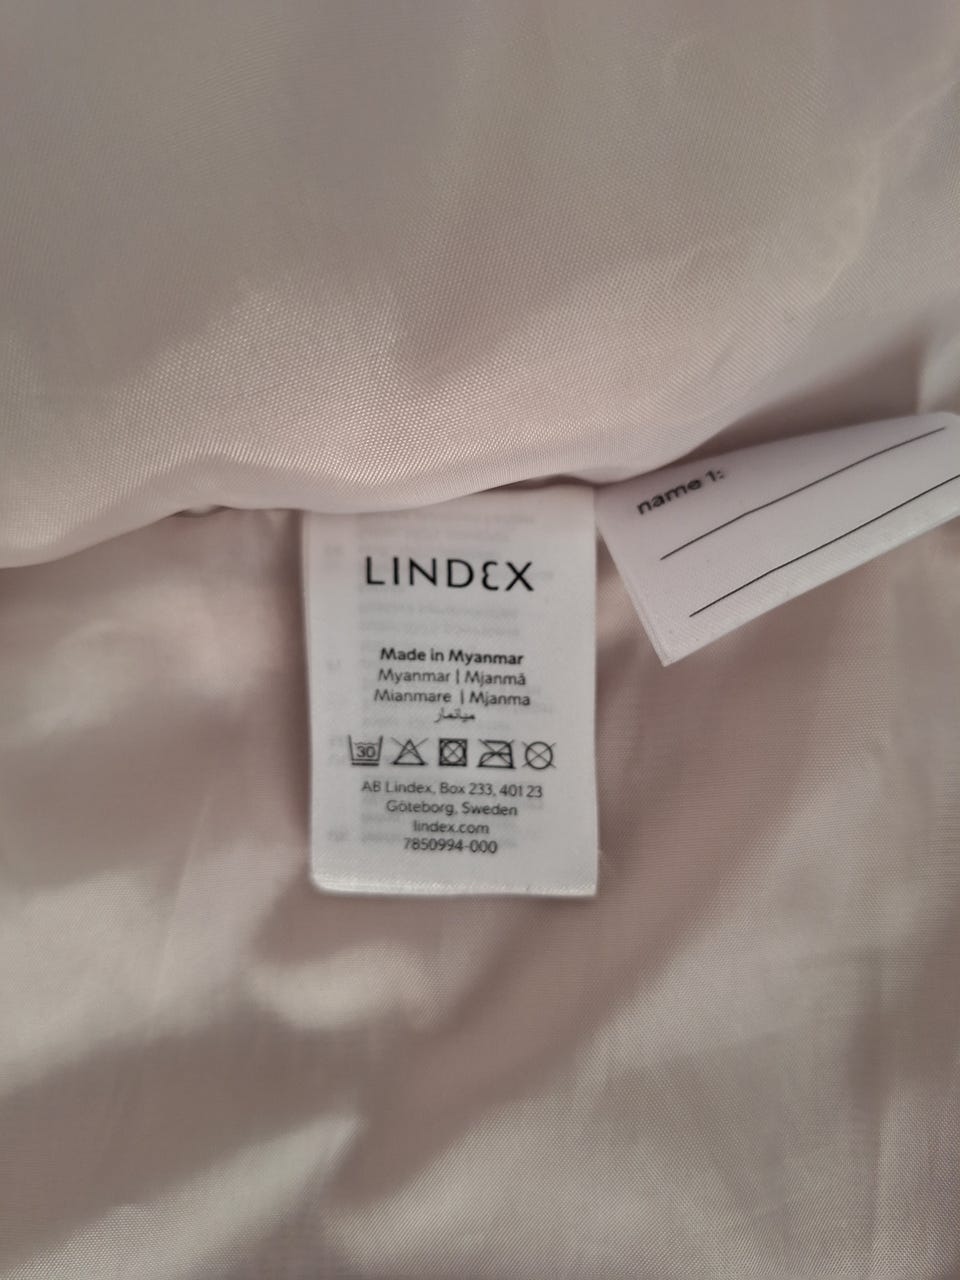 LINDEX
Made in Myanmar
Myanmar | Mjanmā
Mianmare | Mjanma
ميانمار
30
AB Lindex, Box 233, 401 23
Göteborg, Sweden
lindex.com
7850994-000
name 1: